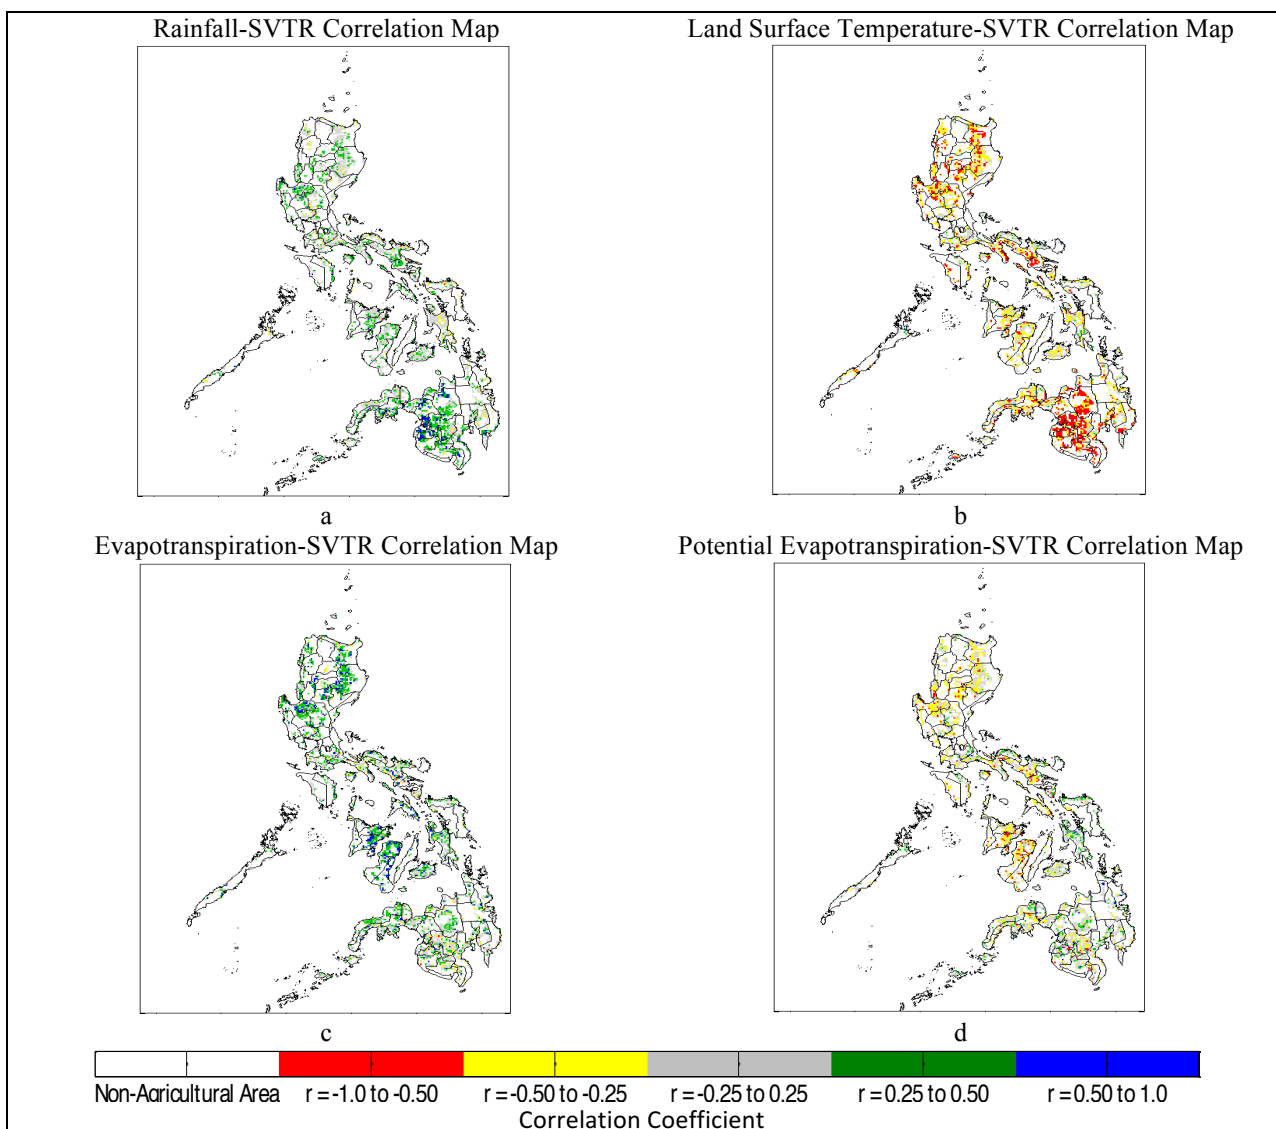 Rainfall-SVTR Correlation Map
Land Surface Temperature-SVTR Correlation Map
a
b
Evapotranspiration-SVTR Correlation Map
Potential Evapotranspiration-SVTR Correlation Map
c
d
Non-Agricultural Area
r = -1.0 to -0.50
r = -0.50 to -0.25
r = -0.25 to 0.25
r = 0.25 to 0.50
r = 0.50 to 1.0
Correlation Coefficient